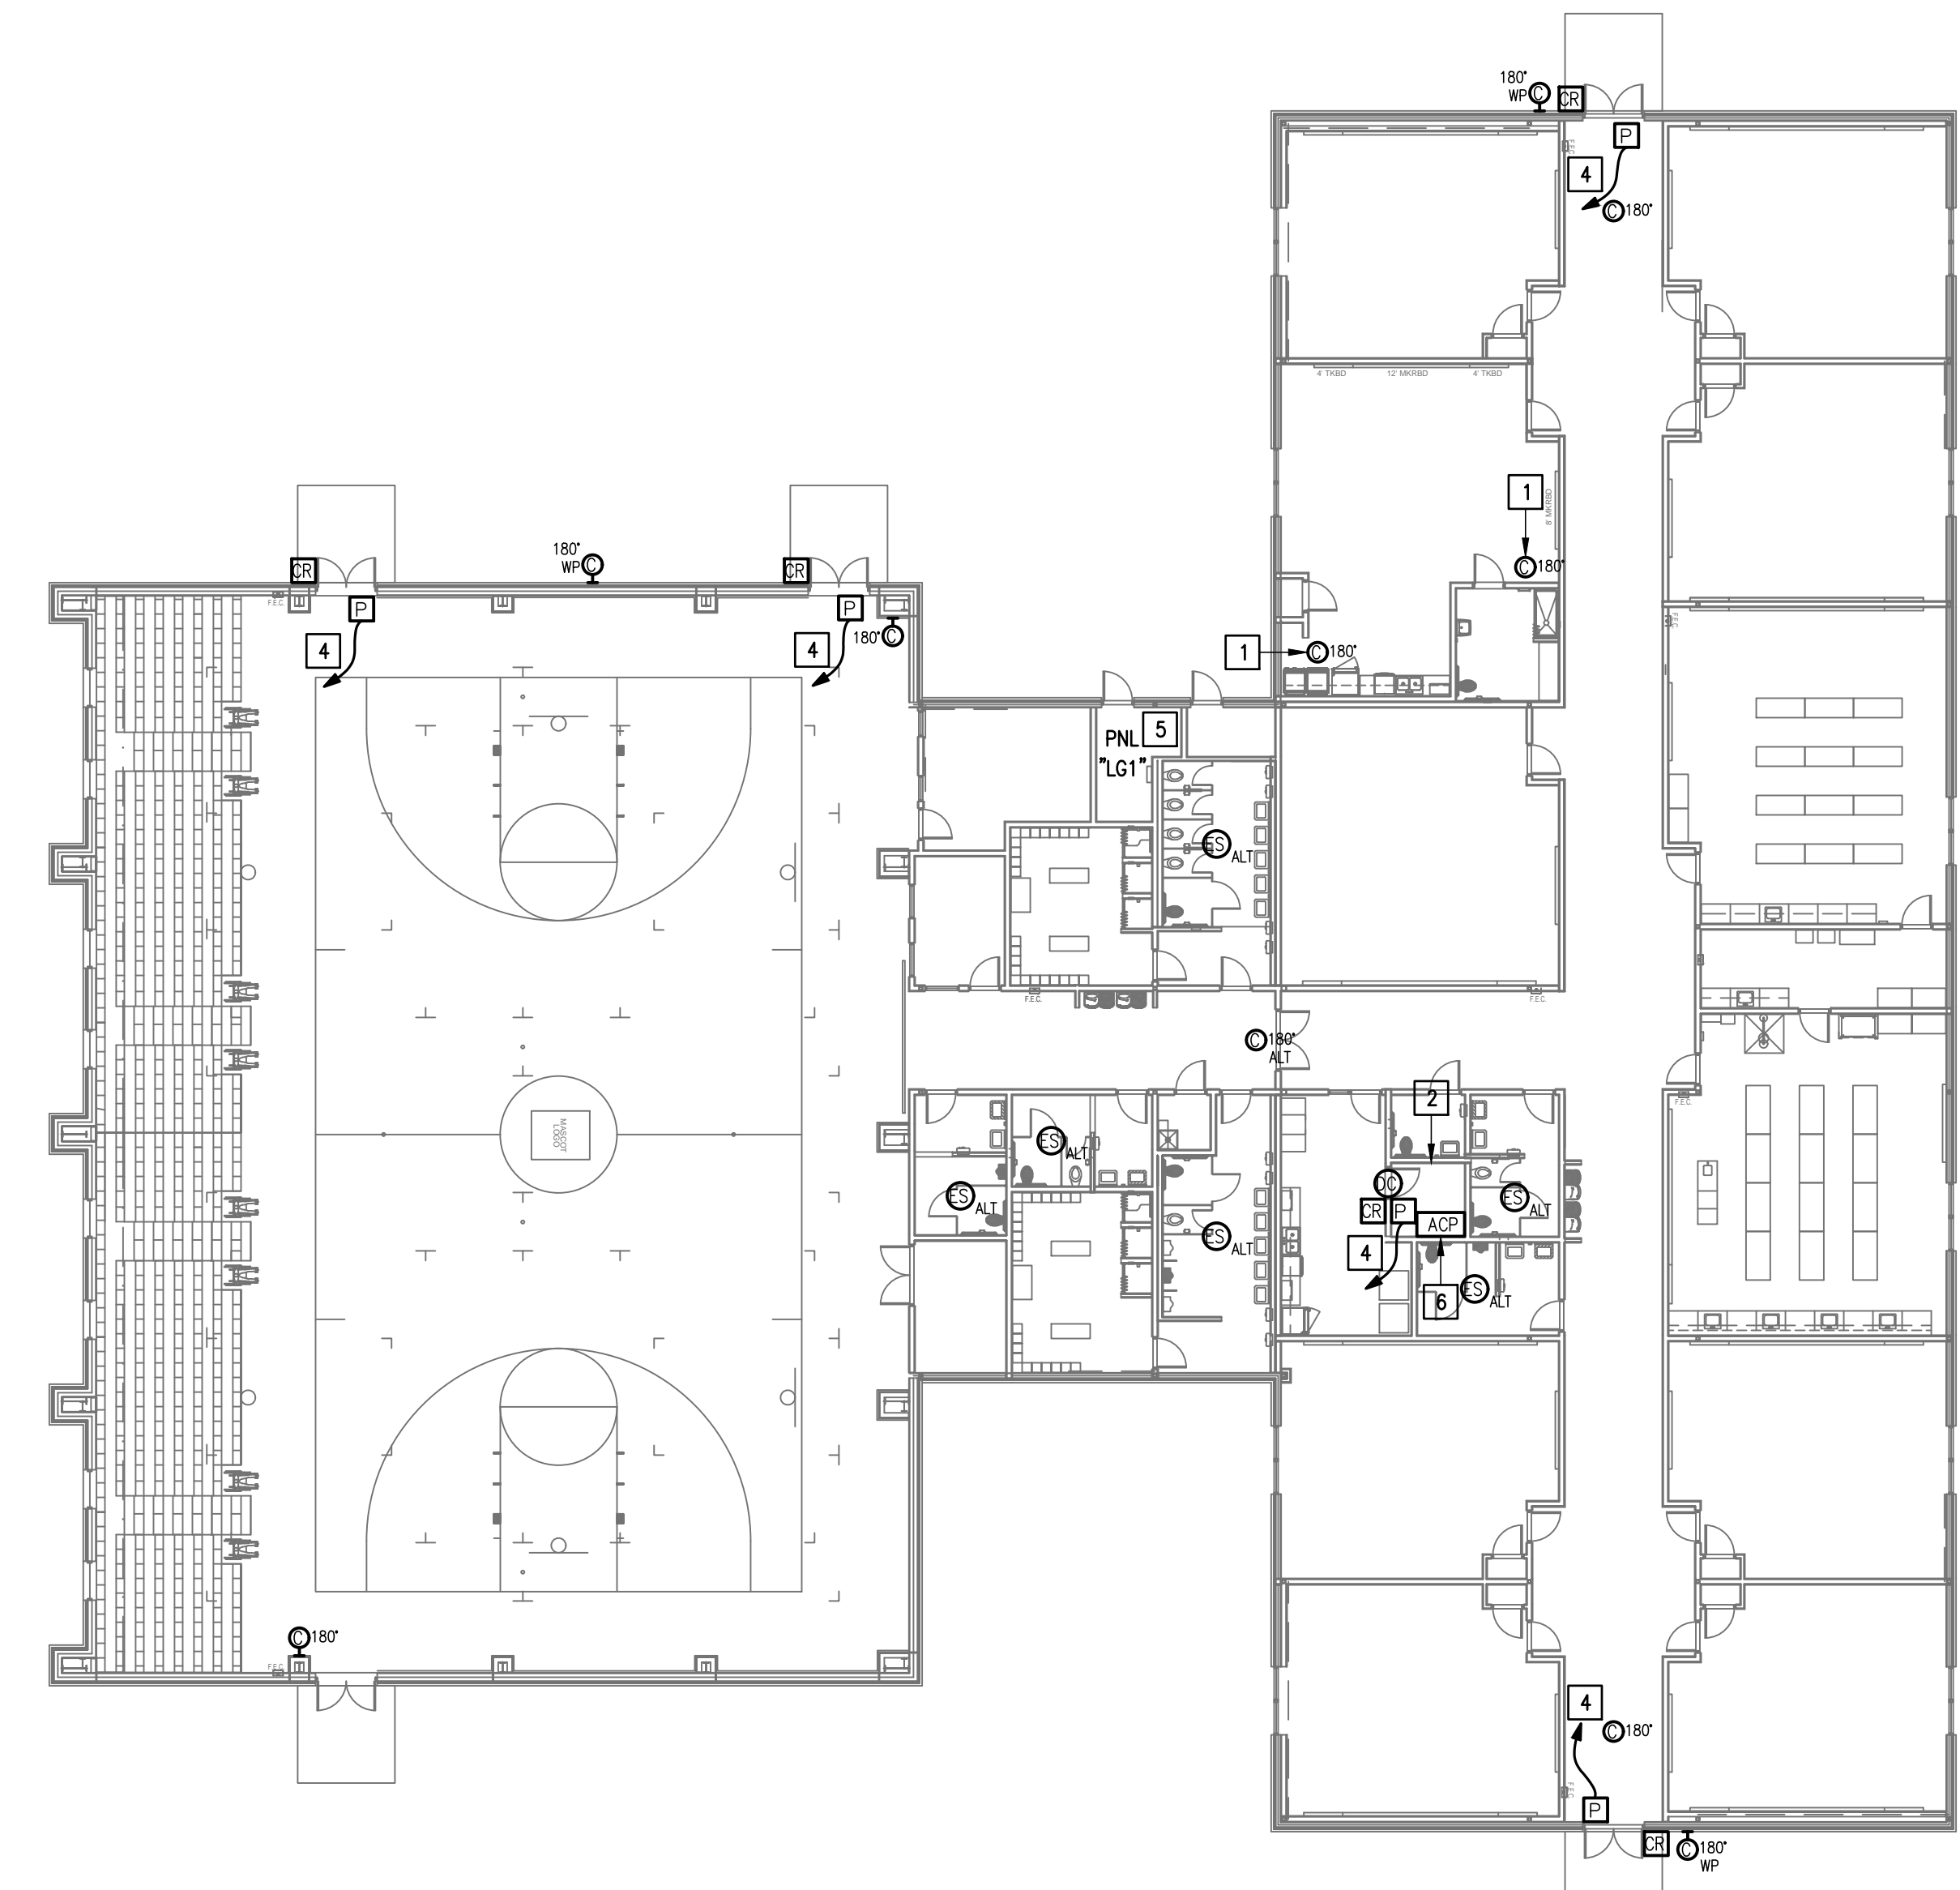 180°
WP C
CR
P
F.E.C.
4
C 180°
4' TKBD
12' MKRBD
4' TKBD
1
8' MKRBD
C 180°
180°
WP C
CR
CR
F.E.C.
P
P
4
4
180° C
1
C 180°
F.E.C.
PNL
"LG1"
5
ES
ALT
F.E.C.
F.E.C.
C 180°
ALT
2
F.E.C.
MASCOT
LOGO
ES
ALT
ES
ALT
ES
ALT
DC
CR
P
ACP
ES
ALT
4
6
ES
ALT
C 180°
F.E.C.
4
C 180°
F.E.C.
P
CR
C 180°
WP